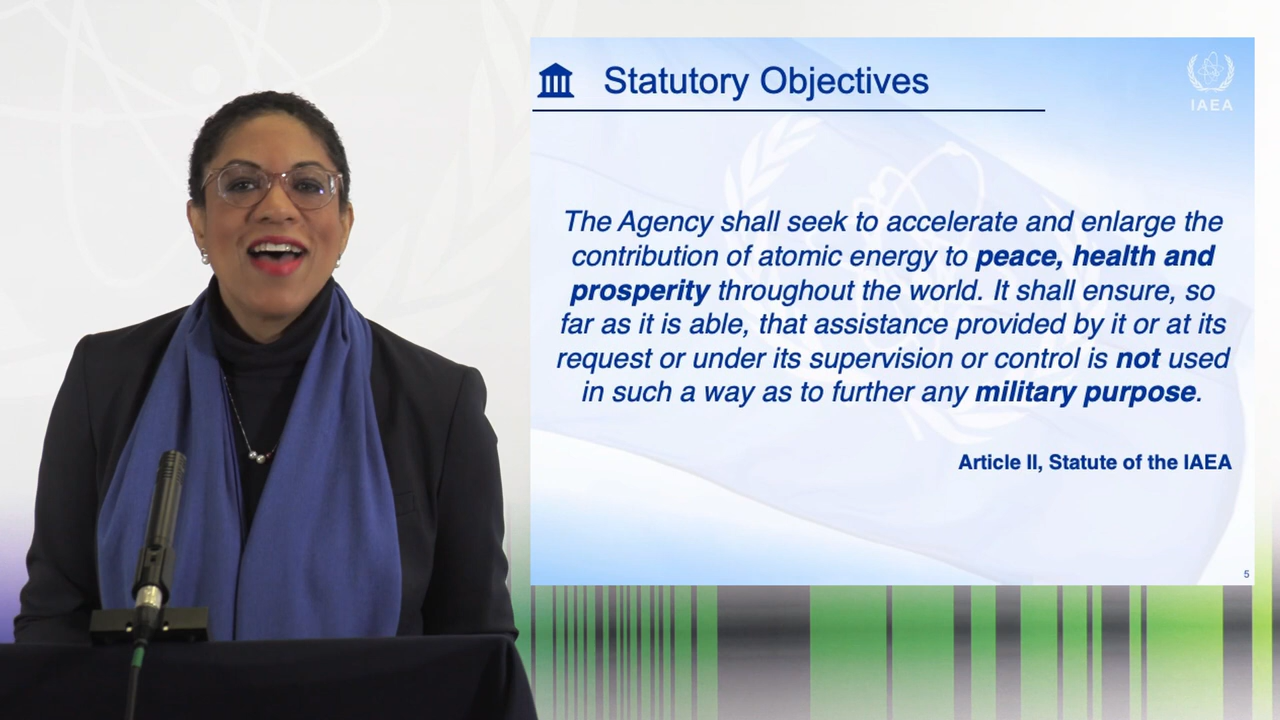 Statutory Objectives
IAEA
The Agency shall seek to accelerate and enlarge the
contribution of atomic energy to peace, health and
prosperity throughout the world. It shall ensure, so
far as it is able, that assistance provided by it or at its
request or under its supervision or control is not used
in such a way as to further any military purpose.
Article II, Statute of the IAEA
5